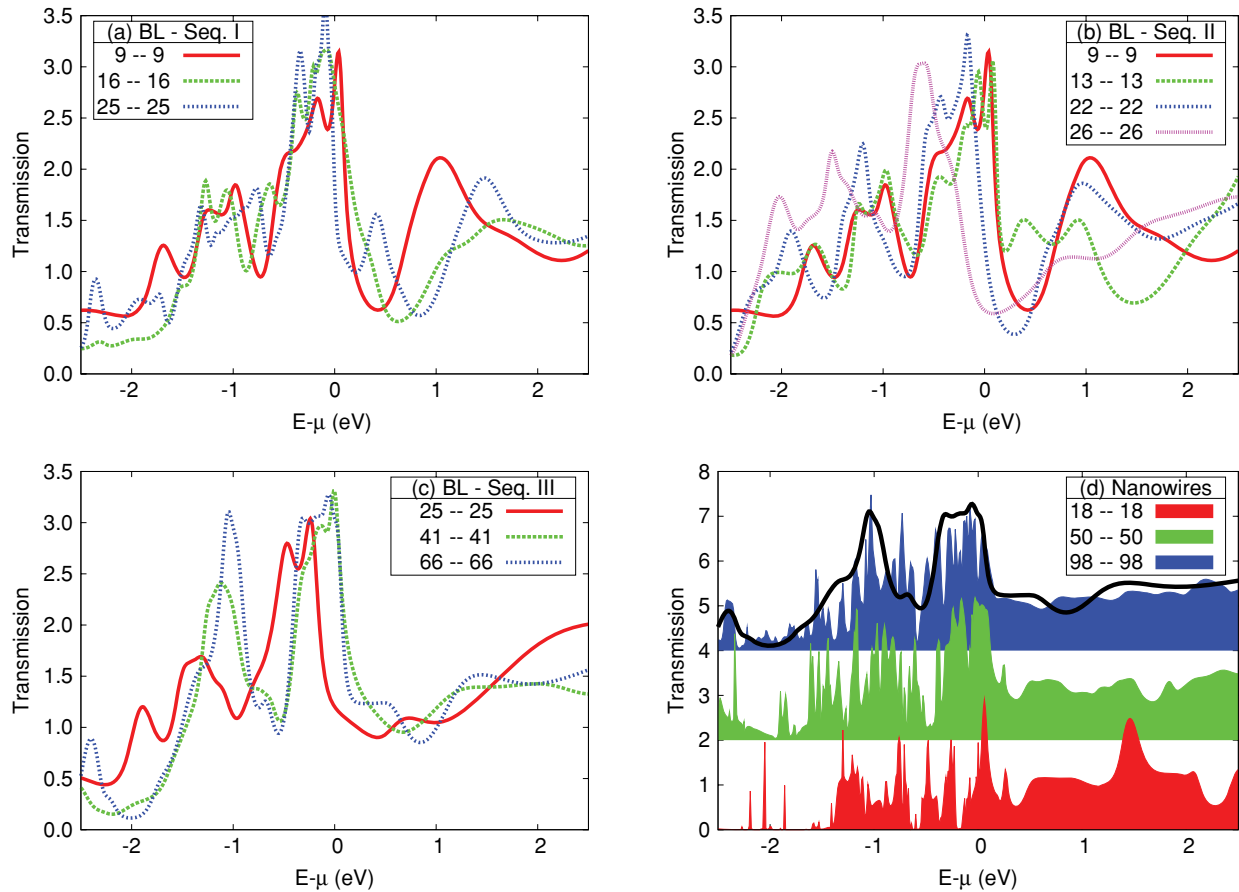 (a) BL - Seq. I
9 -- 9
16 -- 16
25 -- 25
Transmission
3.5
3.0
2.5
2.0
1.5
1.0
0.5
0.0
-2
-1
0
1
2
E-μ (eV)
(b) BL - Seq. II
9 -- 9
13 -- 13
22 -- 22
26 -- 26
Transmission
3.5
3.0
2.5
2.0
1.5
1.0
0.5
0.0
-2
-1
0
1
2
E-μ (eV)
(c) BL - Seq. III
25 -- 25
41 -- 41
66 -- 66
Transmission
3.5
3.0
2.5
2.0
1.5
1.0
0.5
0.0
-2
-1
0
1
2
E-μ (eV)
(d) Nanowires
18 -- 18
50 -- 50
98 -- 98
Transmission
8
7
6
5
4
3
2
1
0
-2
-1
0
1
2
E-μ (eV)